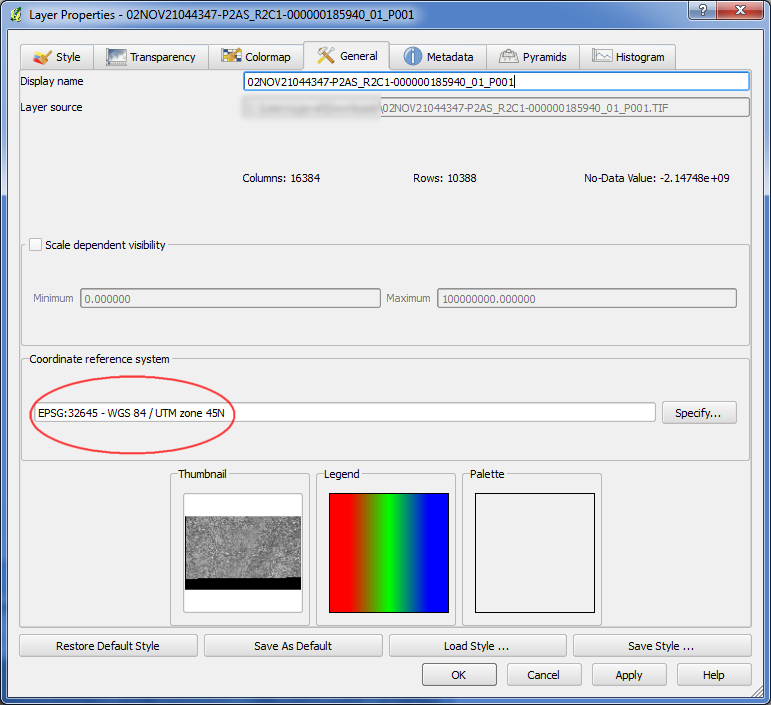 Layer Properties - 02NOV21044347-P2AS_R2C1-000000185940_01_P001
Style Transparency Colormap General Metadata Pyramids Histogram
Display name 02NOV21044347-P2AS_R2C1-000000185940_01_P001
Layer source \02NOV21044347-P2AS_R2C1-000000185940_01_P001.TIF
Columns: 16384 Rows: 10388 No-Data Value: -2.14748e+09
Scale dependent visibility
Minimum 0.000000 Maximum 100000000.000000
Coordinate reference system
EPSG:32645 - WGS 84 / UTM zone 45N Specify...
Thumbnail Legend Palette
Restore Default Style Save As Default Load Style ... Save Style ...
OK Cancel Apply Help